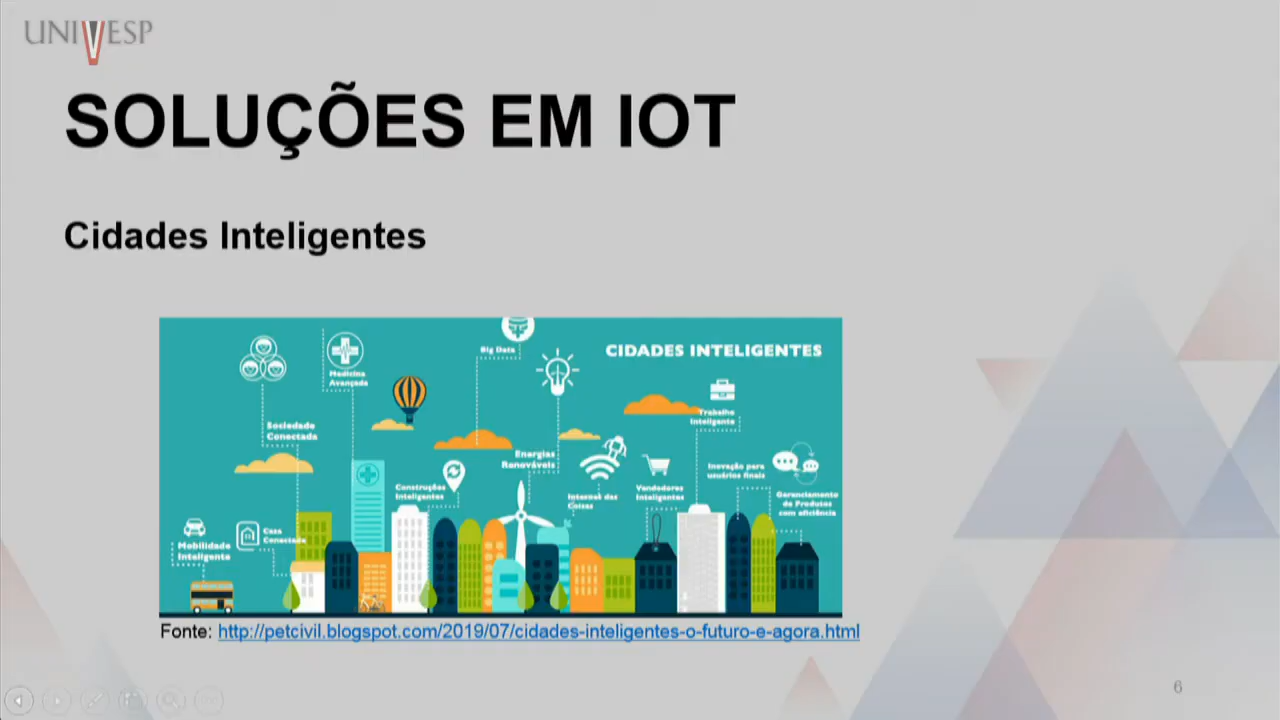 UNIVESP
SOLUÇÕES EM IOT
Cidades Inteligentes
CIDADES INTELIGENTES
Big Data
Medicina
Avançada
Trabalho
Inteligente
Sociedade
Conectada
Energias
Renováveis
Construções
Inteligentes
Internet das
Coisas
Vendedores
Inteligentes
Inovação para
usuários finais
Garanciamento
de Produtos
com eficiência
Mobilidade
Inteligente
Casa
Conectada
Fonte: http://petcivil.blogspot.com/2019/07/cidades-inteligentes-o-futuro-e-agora.html
6